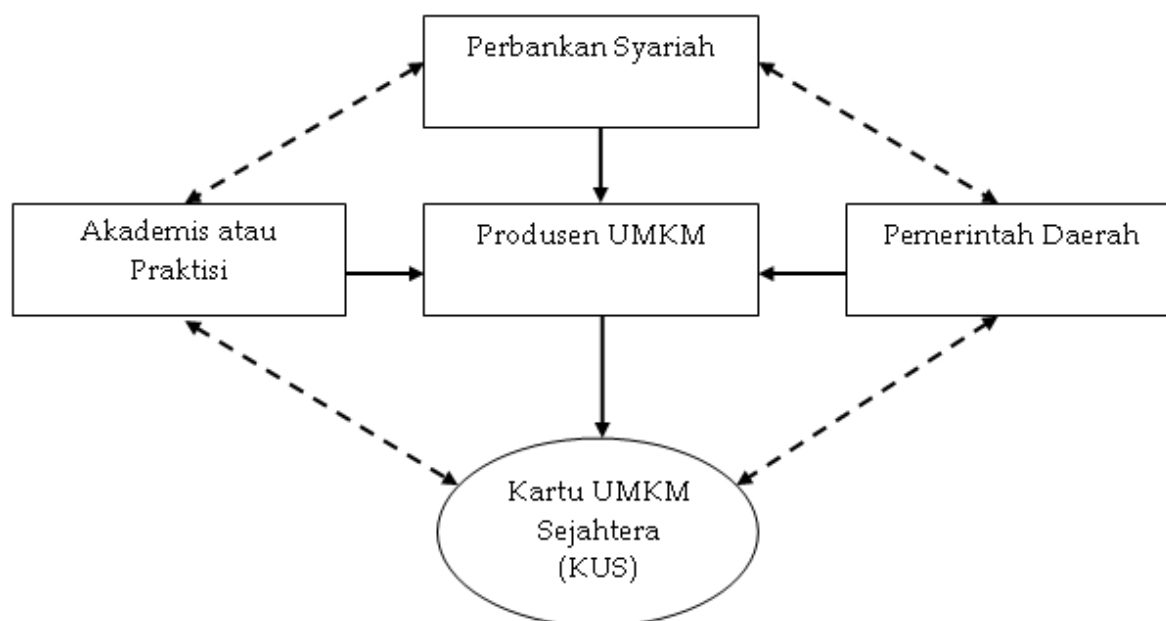 Perbankan Syariah
Akademis atau
Praktisi
Produsen UMKM
Pemerintah Daerah
Kartu UMKM
Sejahtera
(KUS)